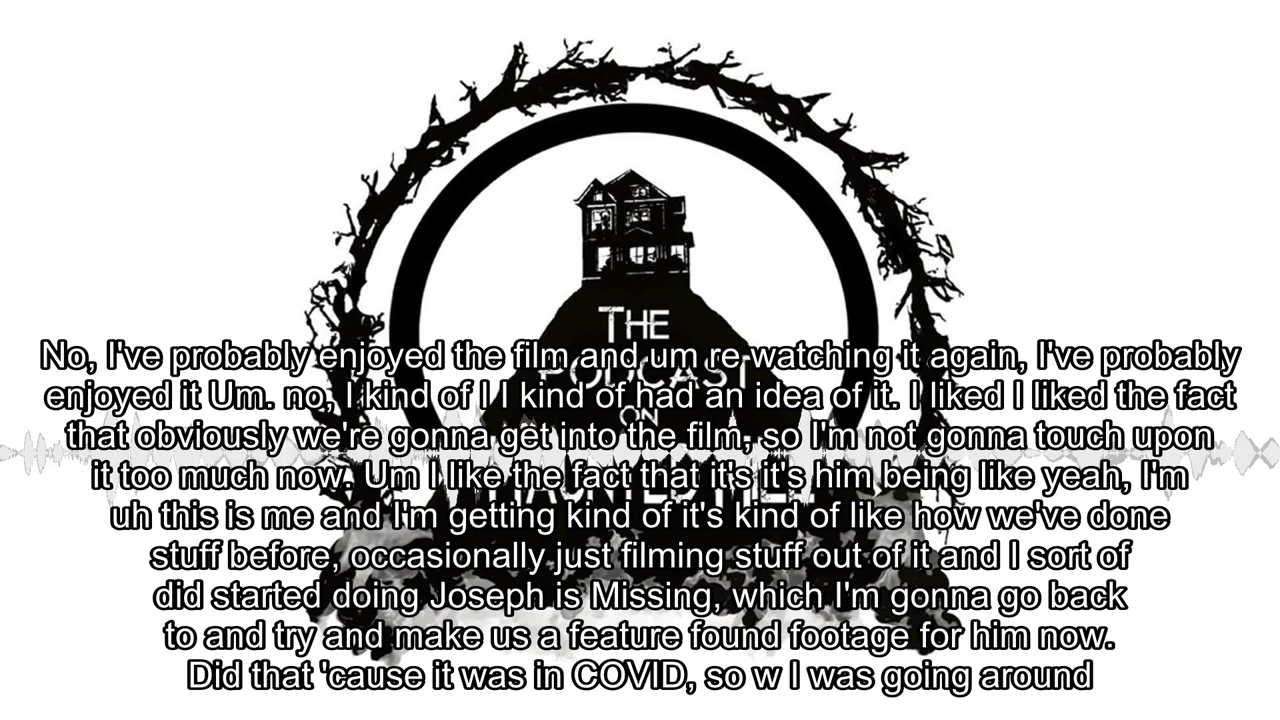 THE
PODCAST
ON
HAUNTED HILL
No, I've probably enjoyed the film and um re-watching it again, I've probably
enjoyed it Um. no, I kind of I I kind of had an idea of it. I liked I liked the fact
that obviously we're gonna get into the film, so I'm not gonna touch upon
it too much now. Um I like the fact that it's it's him being like yeah, I'm
uh this is me and I'm getting kind of it's kind of like how we've done
stuff before, occasionally just filming stuff out of it and I sort of
did started doing Joseph is Missing, which I'm gonna go back
to and try and make us a feature found footage for him now.
Did that 'cause it was in COVID, so w I was going around